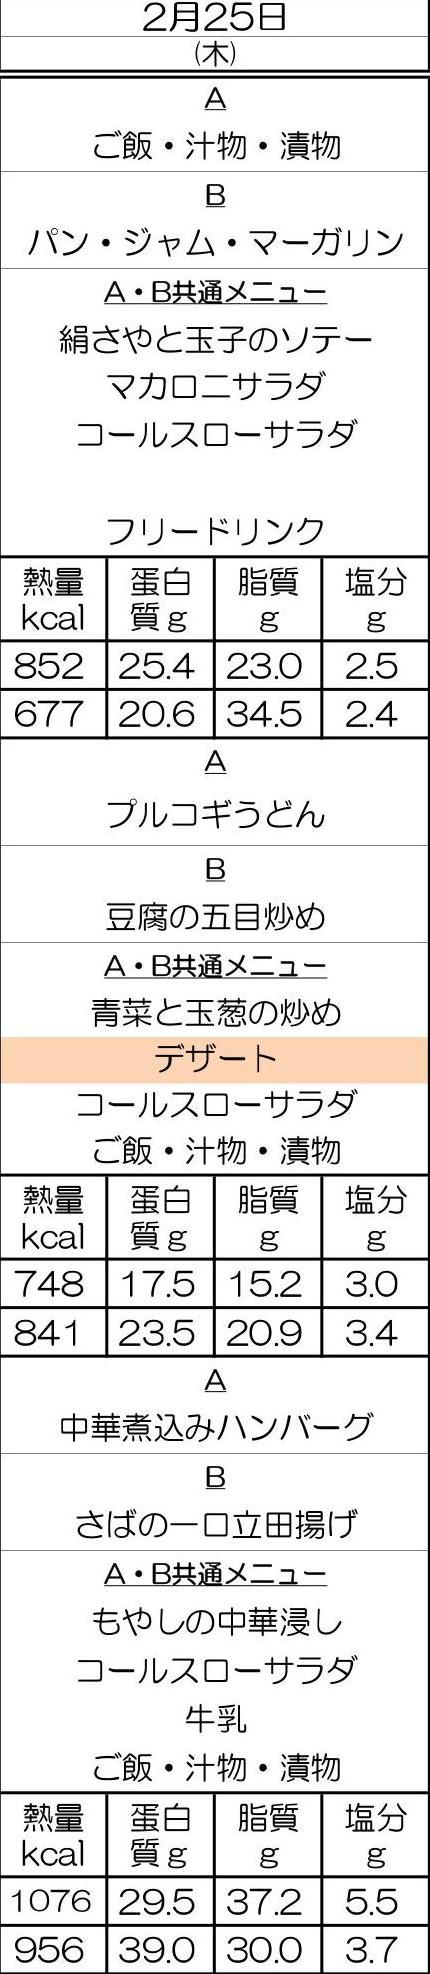 2月25日
(木)
A
ご飯・汁物・漬物
B
パン・ジャム・マーガリン
A・B共通メニュー
絹さやと玉子のソテー
マカロニサラダ
コールスローサラダ
フリードリンク
熱量 蛋白 脂質 塩分
kcal 質g g g
852 25.4 23.0 2.5
677 20.6 34.5 2.4
A
プルコギうどん
B
豆腐の五目炒め
A・B共通メニュー
青菜と玉葱の炒め
デザート
コールスローサラダ
ご飯・汁物・漬物
熱量 蛋白 脂質 塩分
kcal 質g g g
748 17.5 15.2 3.0
841 23.5 20.9 3.4
A
中華煮込みハンバーグ
B
さばの一口立田揚げ
A・B共通メニュー
もやしの中華浸し
コールスローサラダ
牛乳
ご飯・汁物・漬物
熱量 蛋白 脂質 塩分
kcal 質g g g
1076 29.5 37.2 5.5
956 39.0 30.0 3.7